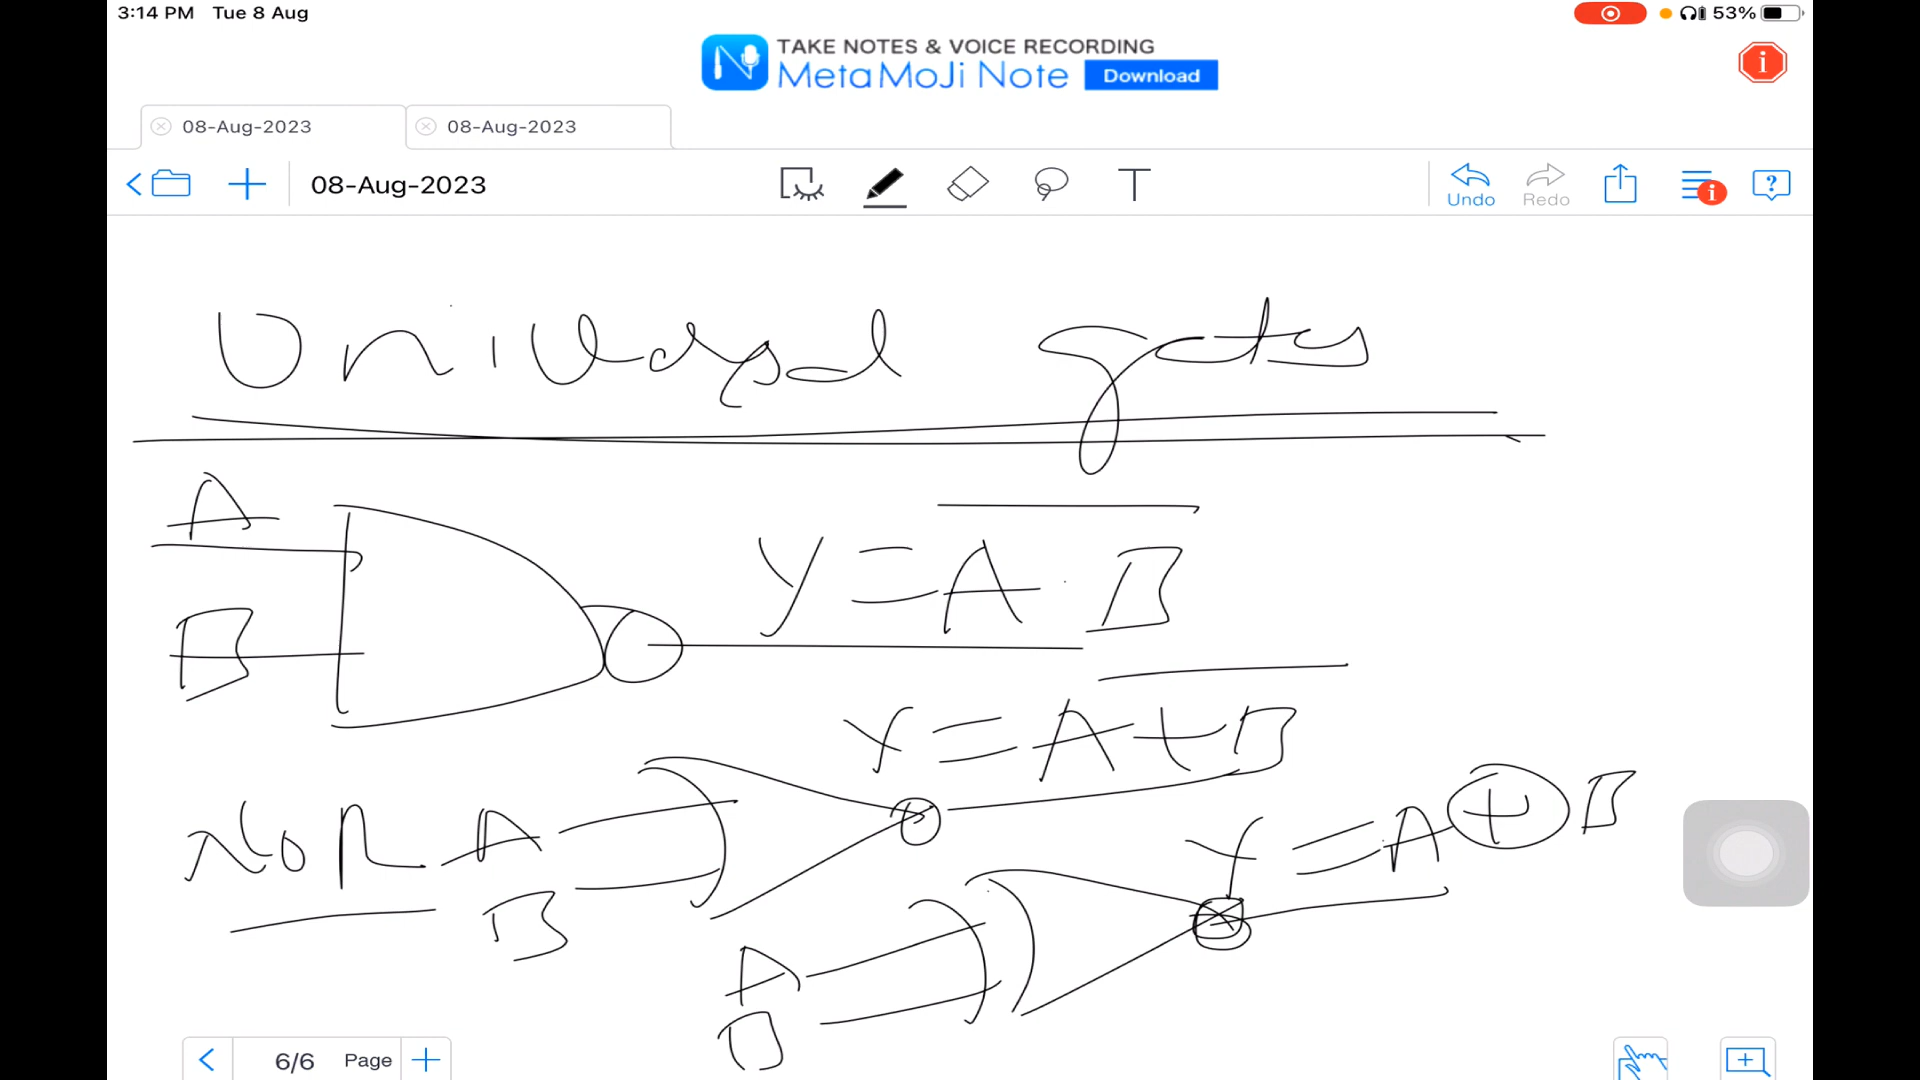 3:14 PM Tue 8 Aug 53%
TAKE NOTES & VOICE RECORDING
MetaMoJi Note Download
08-Aug-2023 08-Aug-2023
08-Aug-2023 Undo Redo
Universal gates
A
B
Y = A . B
Y = A + B
NOR A
B
Y = A ⊕ B
A
B
6/6 Page